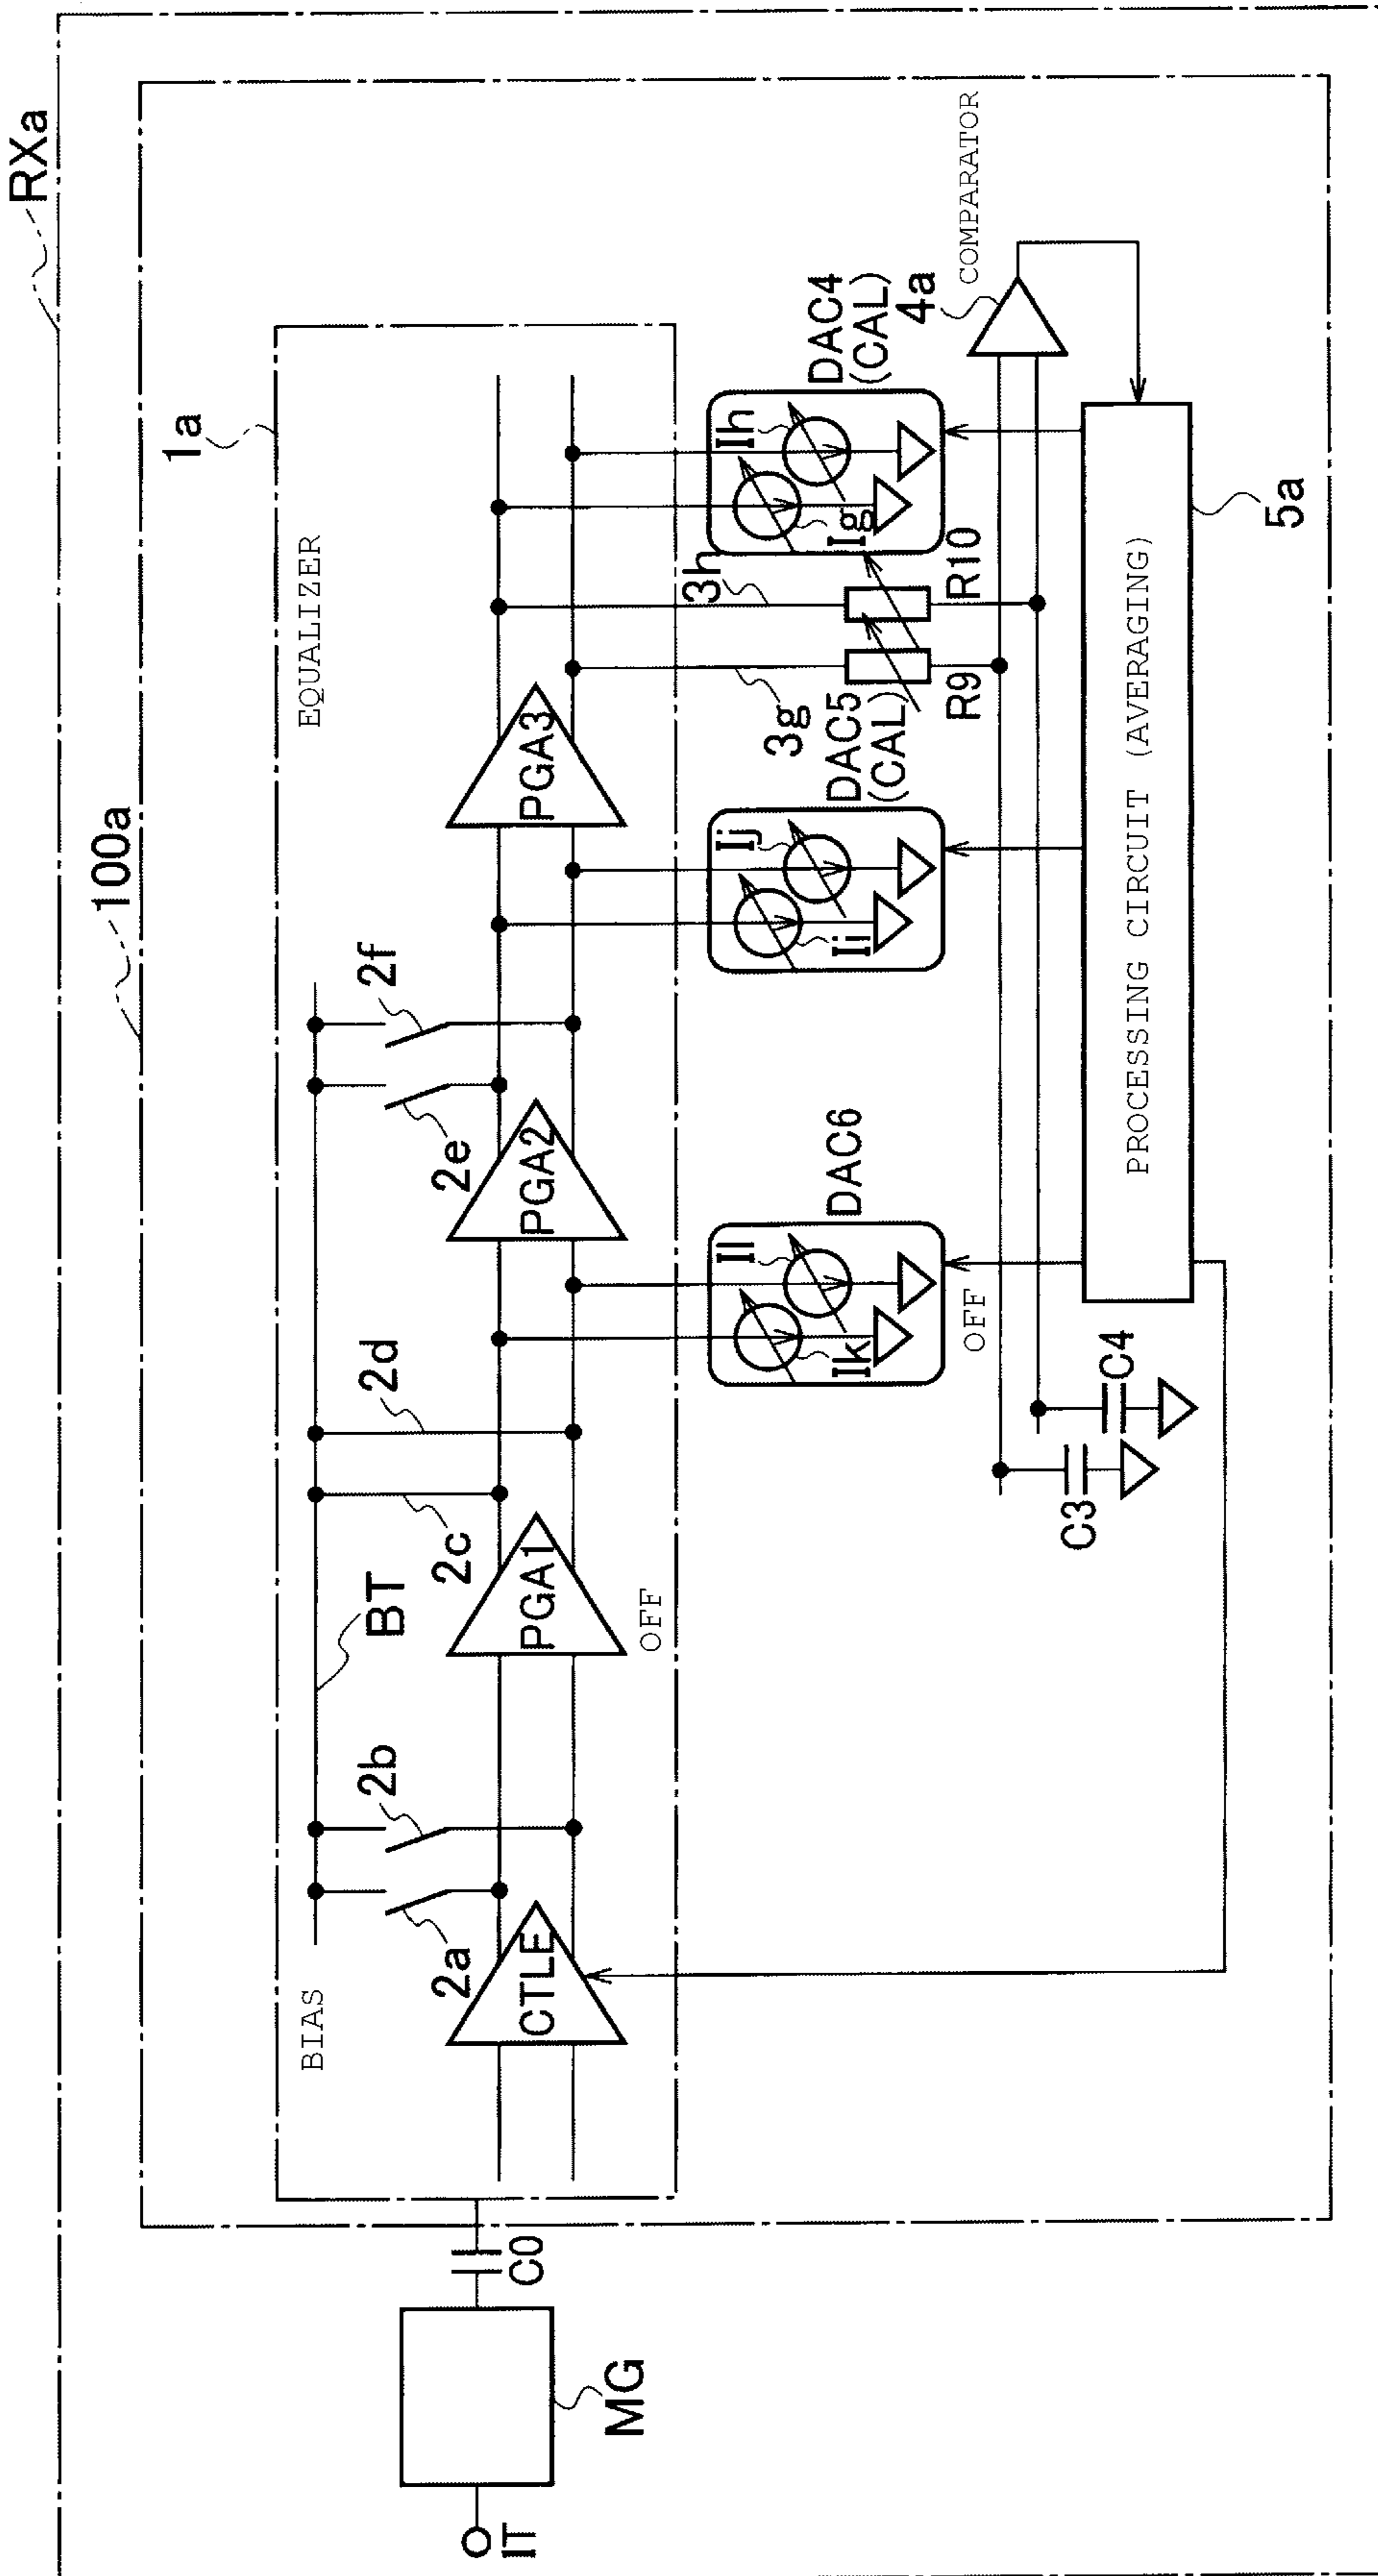 RXa
100a
1a
EQUALIZER
BIAS
BT
2a
2b
2c
2d
2e
2f
IT
MG
C0
CTLE
PGA1
OFF
PGA2
PGA3
3g
3h
Ik
Il
DAC6
OFF
Ii
Ij
DAC5
(CAL)
Ig
Ih
DAC4
(CAL)
R9
R10
4a
COMPARATOR
C3
C4
PROCESSING CIRCUIT (AVERAGING)
5a